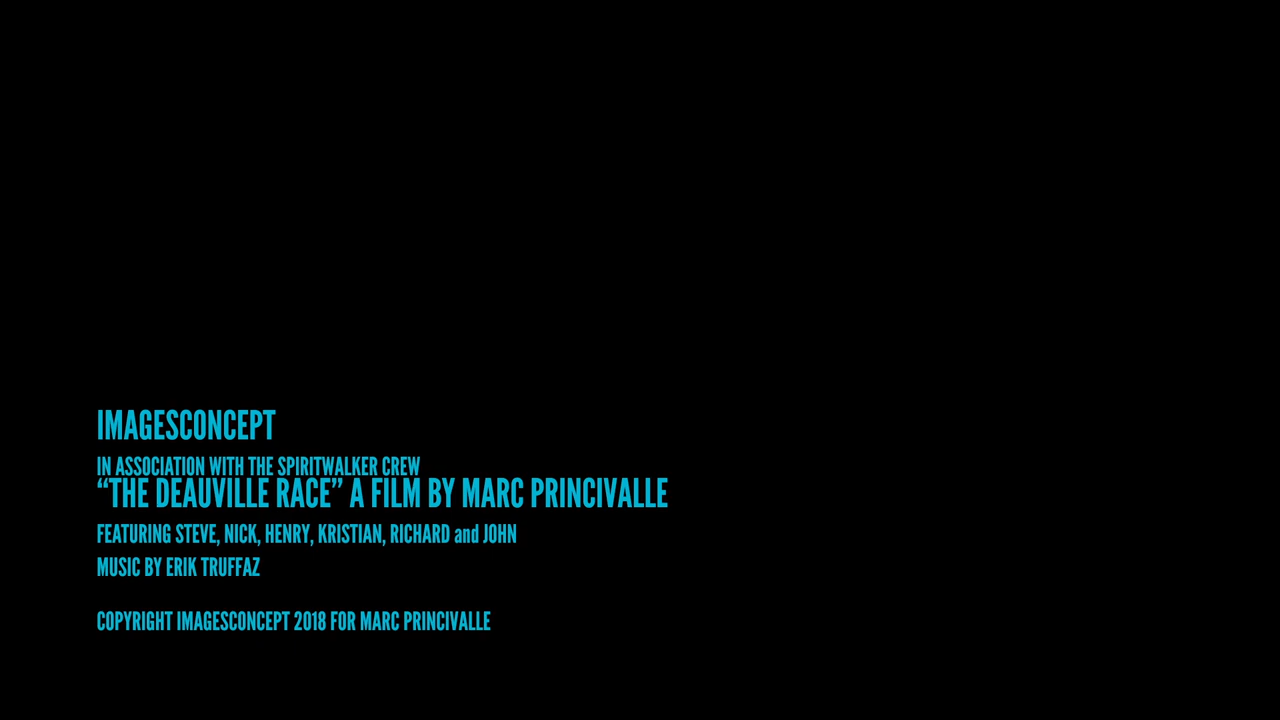 IMAGESCONCEPT
IN ASSOCIATION WITH THE SPIRITWALKER CREW
“THE DEAUVILLE RACE” A FILM BY MARC PRINCIVALLE
FEATURING STEVE, NICK, HENRY, KRISTIAN, RICHARD and JOHN
MUSIC BY ERIK TRUFFAZ
COPYRIGHT IMAGESCONCEPT 2018 FOR MARC PRINCIVALLE